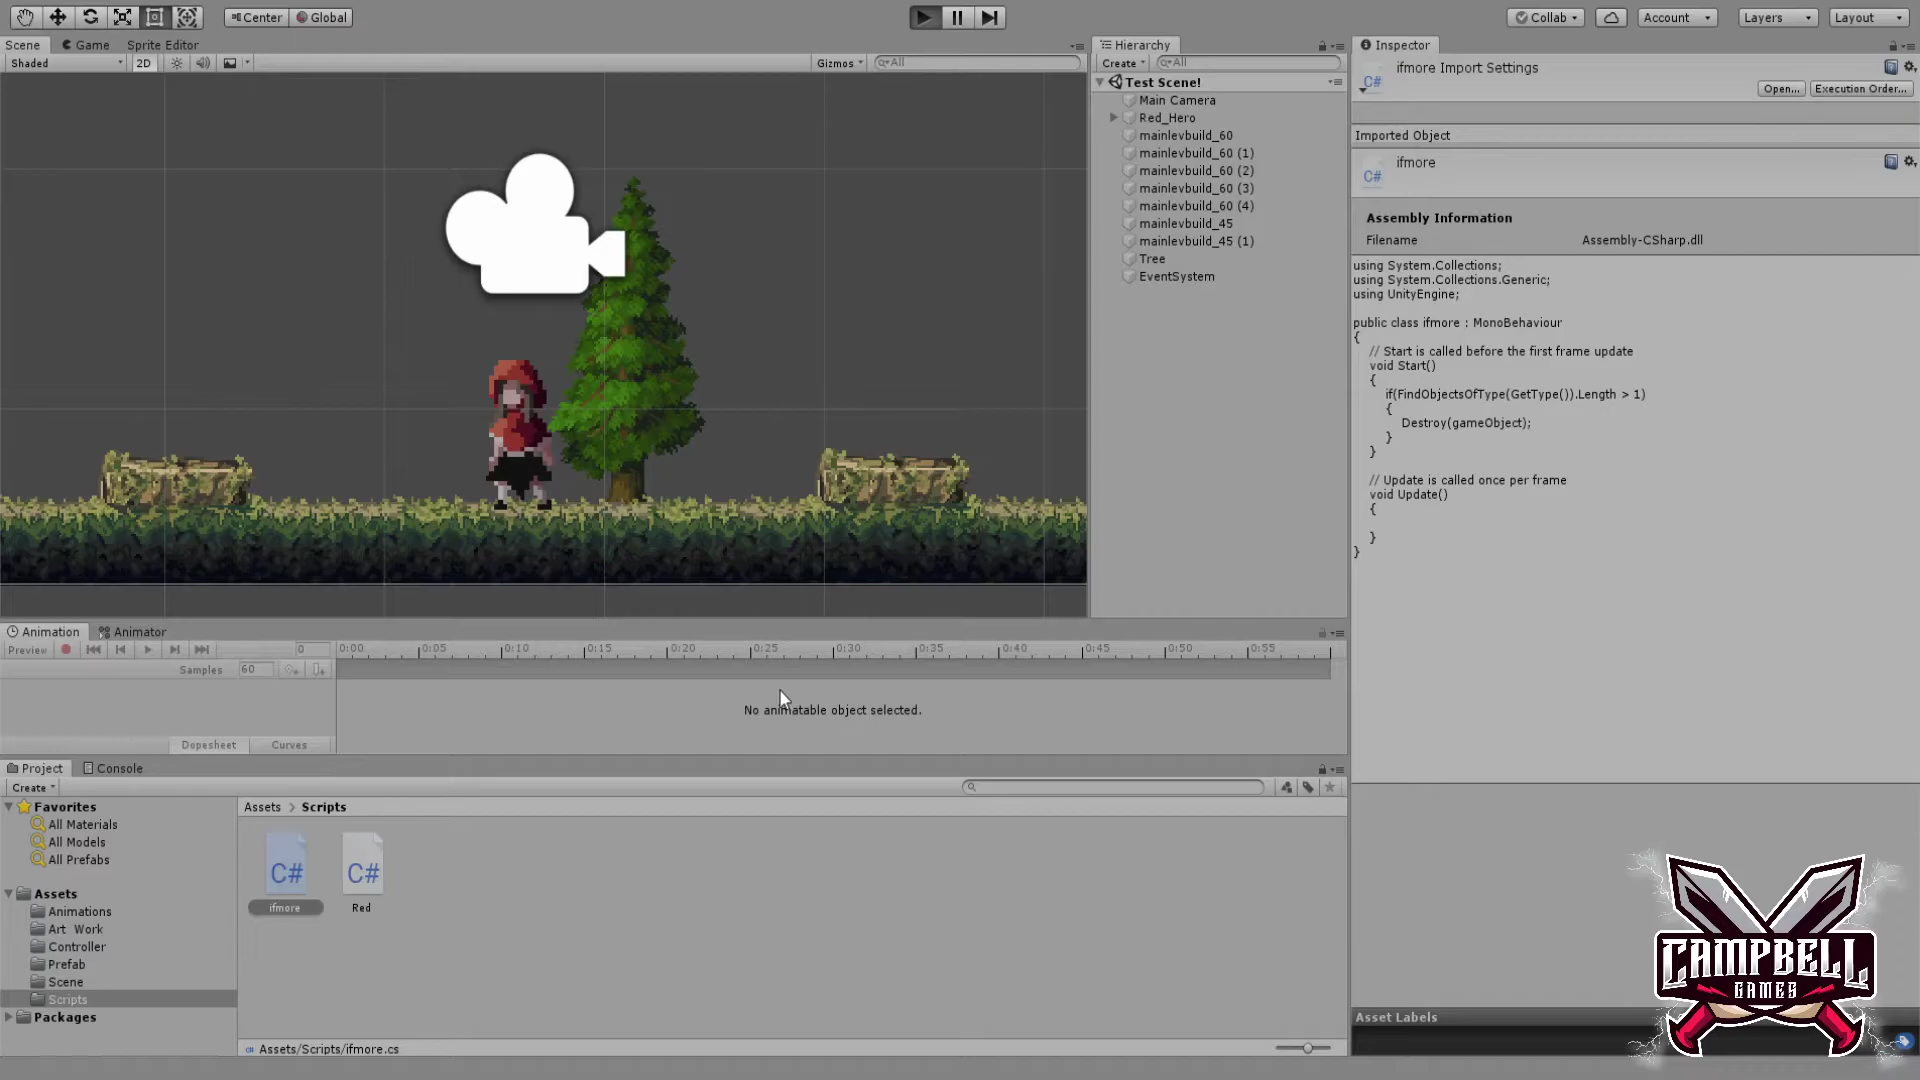 Center
Global
Collab
Account
Layers
Layout
Scene
Game
Sprite Editor
Shaded
2D
Gizmos
All
Hierarchy
Create
All
Test Scene!
Main Camera
Red_Hero
mainlevbuild_60
mainlevbuild_60 (1)
mainlevbuild_60 (2)
mainlevbuild_60 (3)
mainlevbuild_60 (4)
mainlevbuild_45
mainlevbuild_45 (1)
Tree
EventSystem
Inspector
C#
ifmore Import Settings
Open...
Execution Order...
Imported Object
C#
ifmore
Assembly Information
Filename Assembly-CSharp.dll
using System.Collections;
using System.Collections.Generic;
using UnityEngine;
public class ifmore : MonoBehaviour
{
// Start is called before the first frame update
void Start()
{
if(FindObjectsOfType(GetType()).Length > 1)
{
Destroy(gameObject);
}
}
// Update is called once per frame
void Update()
{
}
}
Animation
Animator
Preview
0
0:00 0:05 0:10 0:15 0:20 0:25 0:30 0:35 0:40 0:45 0:50 0:55
Samples 60
No animatable object selected.
Dopesheet
Curves
Project
Console
Create
Favorites
All Materials
All Models
All Prefabs
Assets
Animations
Art Work
Controller
Prefab
Scene
Scripts
Packages
Assets > Scripts
C#
C#
ifmore
Red
Assets/Scripts/ifmore.cs
Asset Labels
CAMPBELL
GAMES